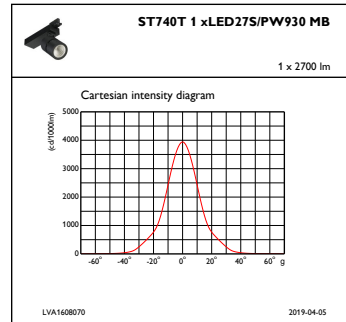 ST740T 1 xLED27S/PW930 MB
1 x 2700 lm
Cartesian intensity diagram
(cd/1000lm)
5000
4000
3000
2000
1000
0
-60° -40° -20° 0° 20° 40° 60° g
LVA1608070 2019-04-05